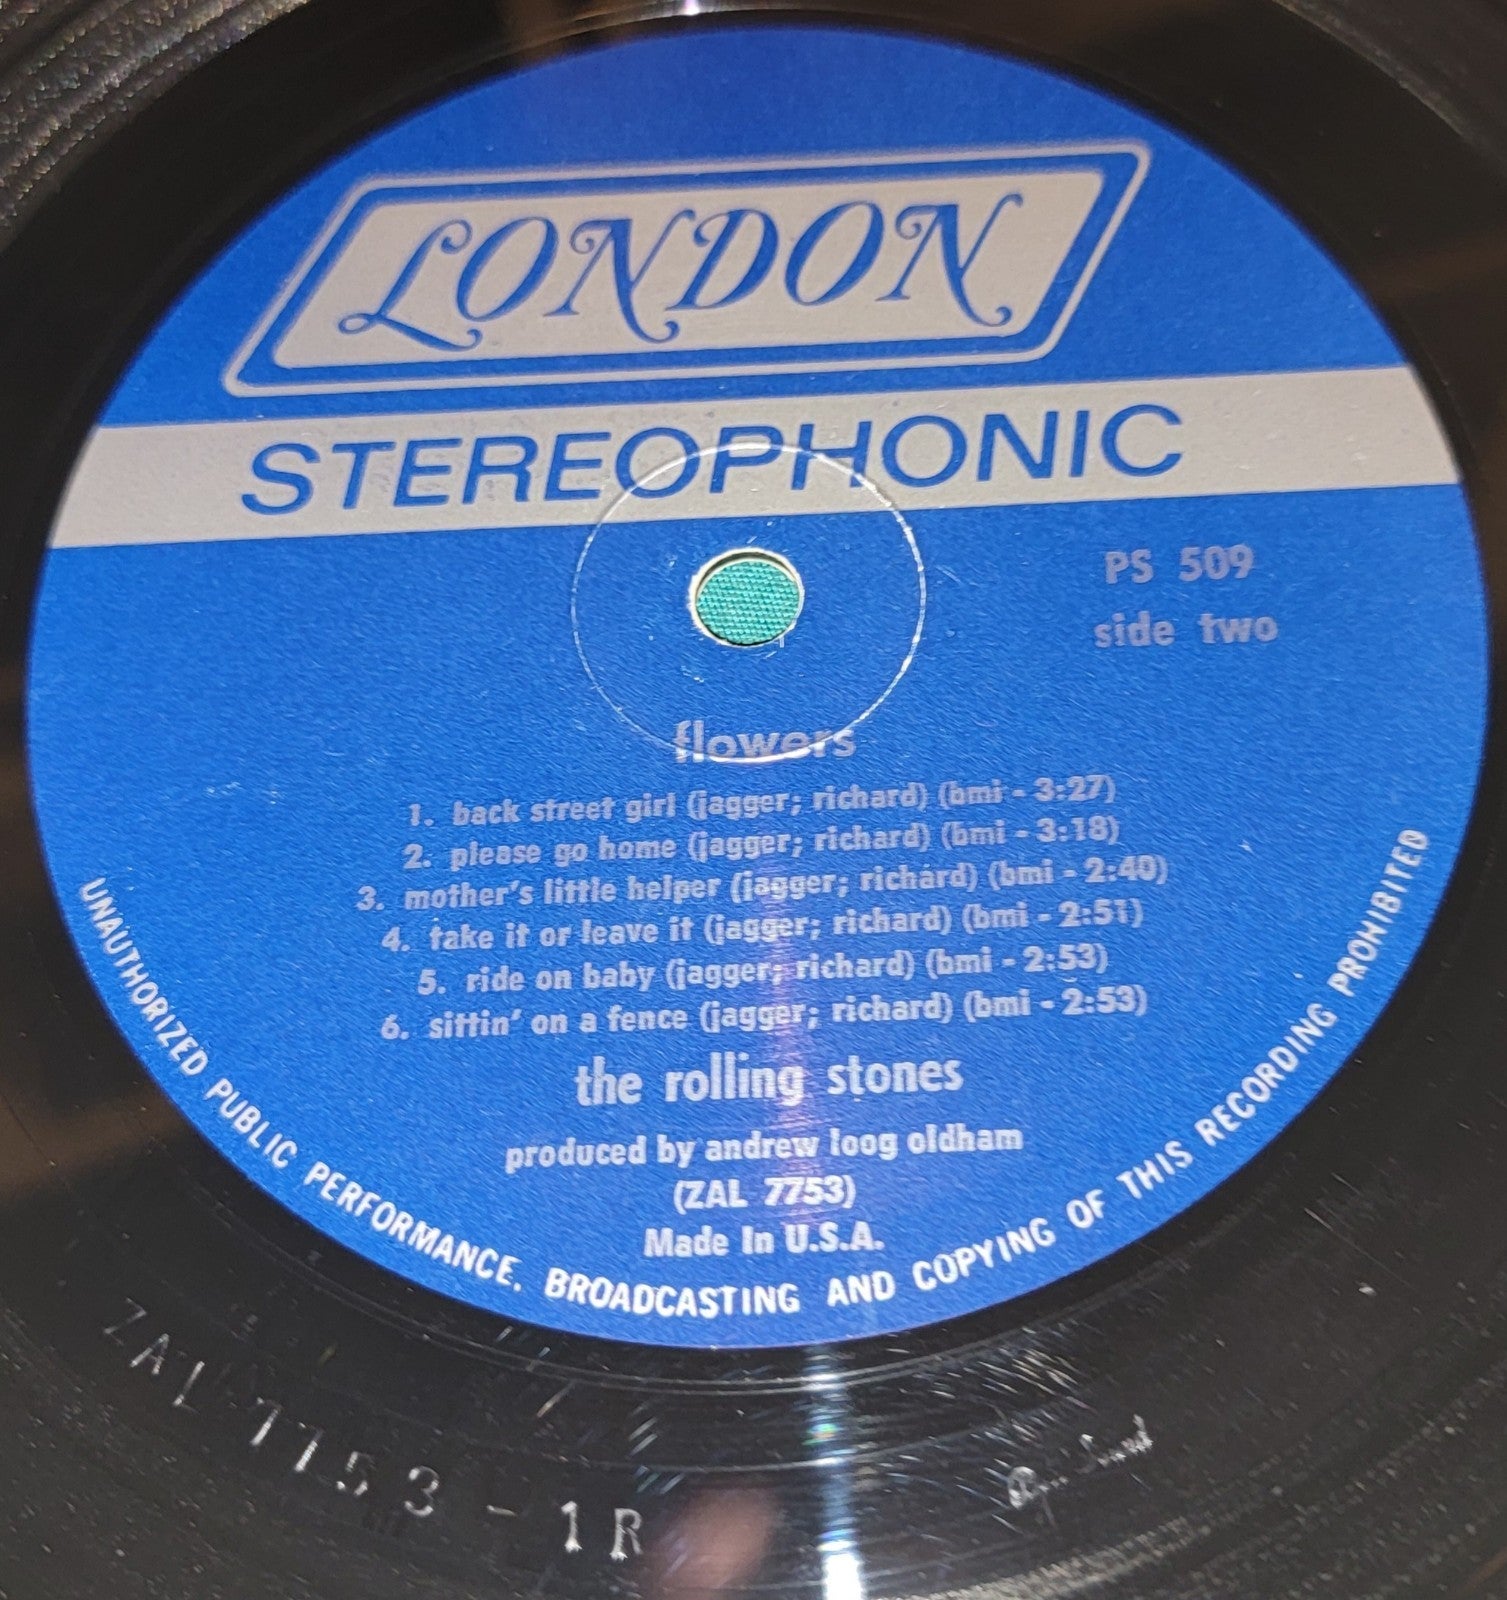 LONDON
STEREOPHONIC
PS 509
side two
flowers
1. back street girl (jagger; richard) (bmi - 3:27)
2. please go home (jagger; richard) (bmi - 3:18)
3. mother's little helper (jagger; richard) (bmi - 2:40)
4. take it or leave it (jagger; richard) (bmi - 2:51)
5. ride on baby (jagger; richard) (bmi - 2:53)
6. sittin' on a fence (jagger; richard) (bmi - 2:53)
the rolling stones
produced by andrew loog oldham
(ZAL 7753)
Made In U.S.A.
UNAUTHORIZED PUBLIC PERFORMANCE. BROADCASTING AND COPYING OF THIS RECORDING PROHIBITED
ZAL 7753 - 1R